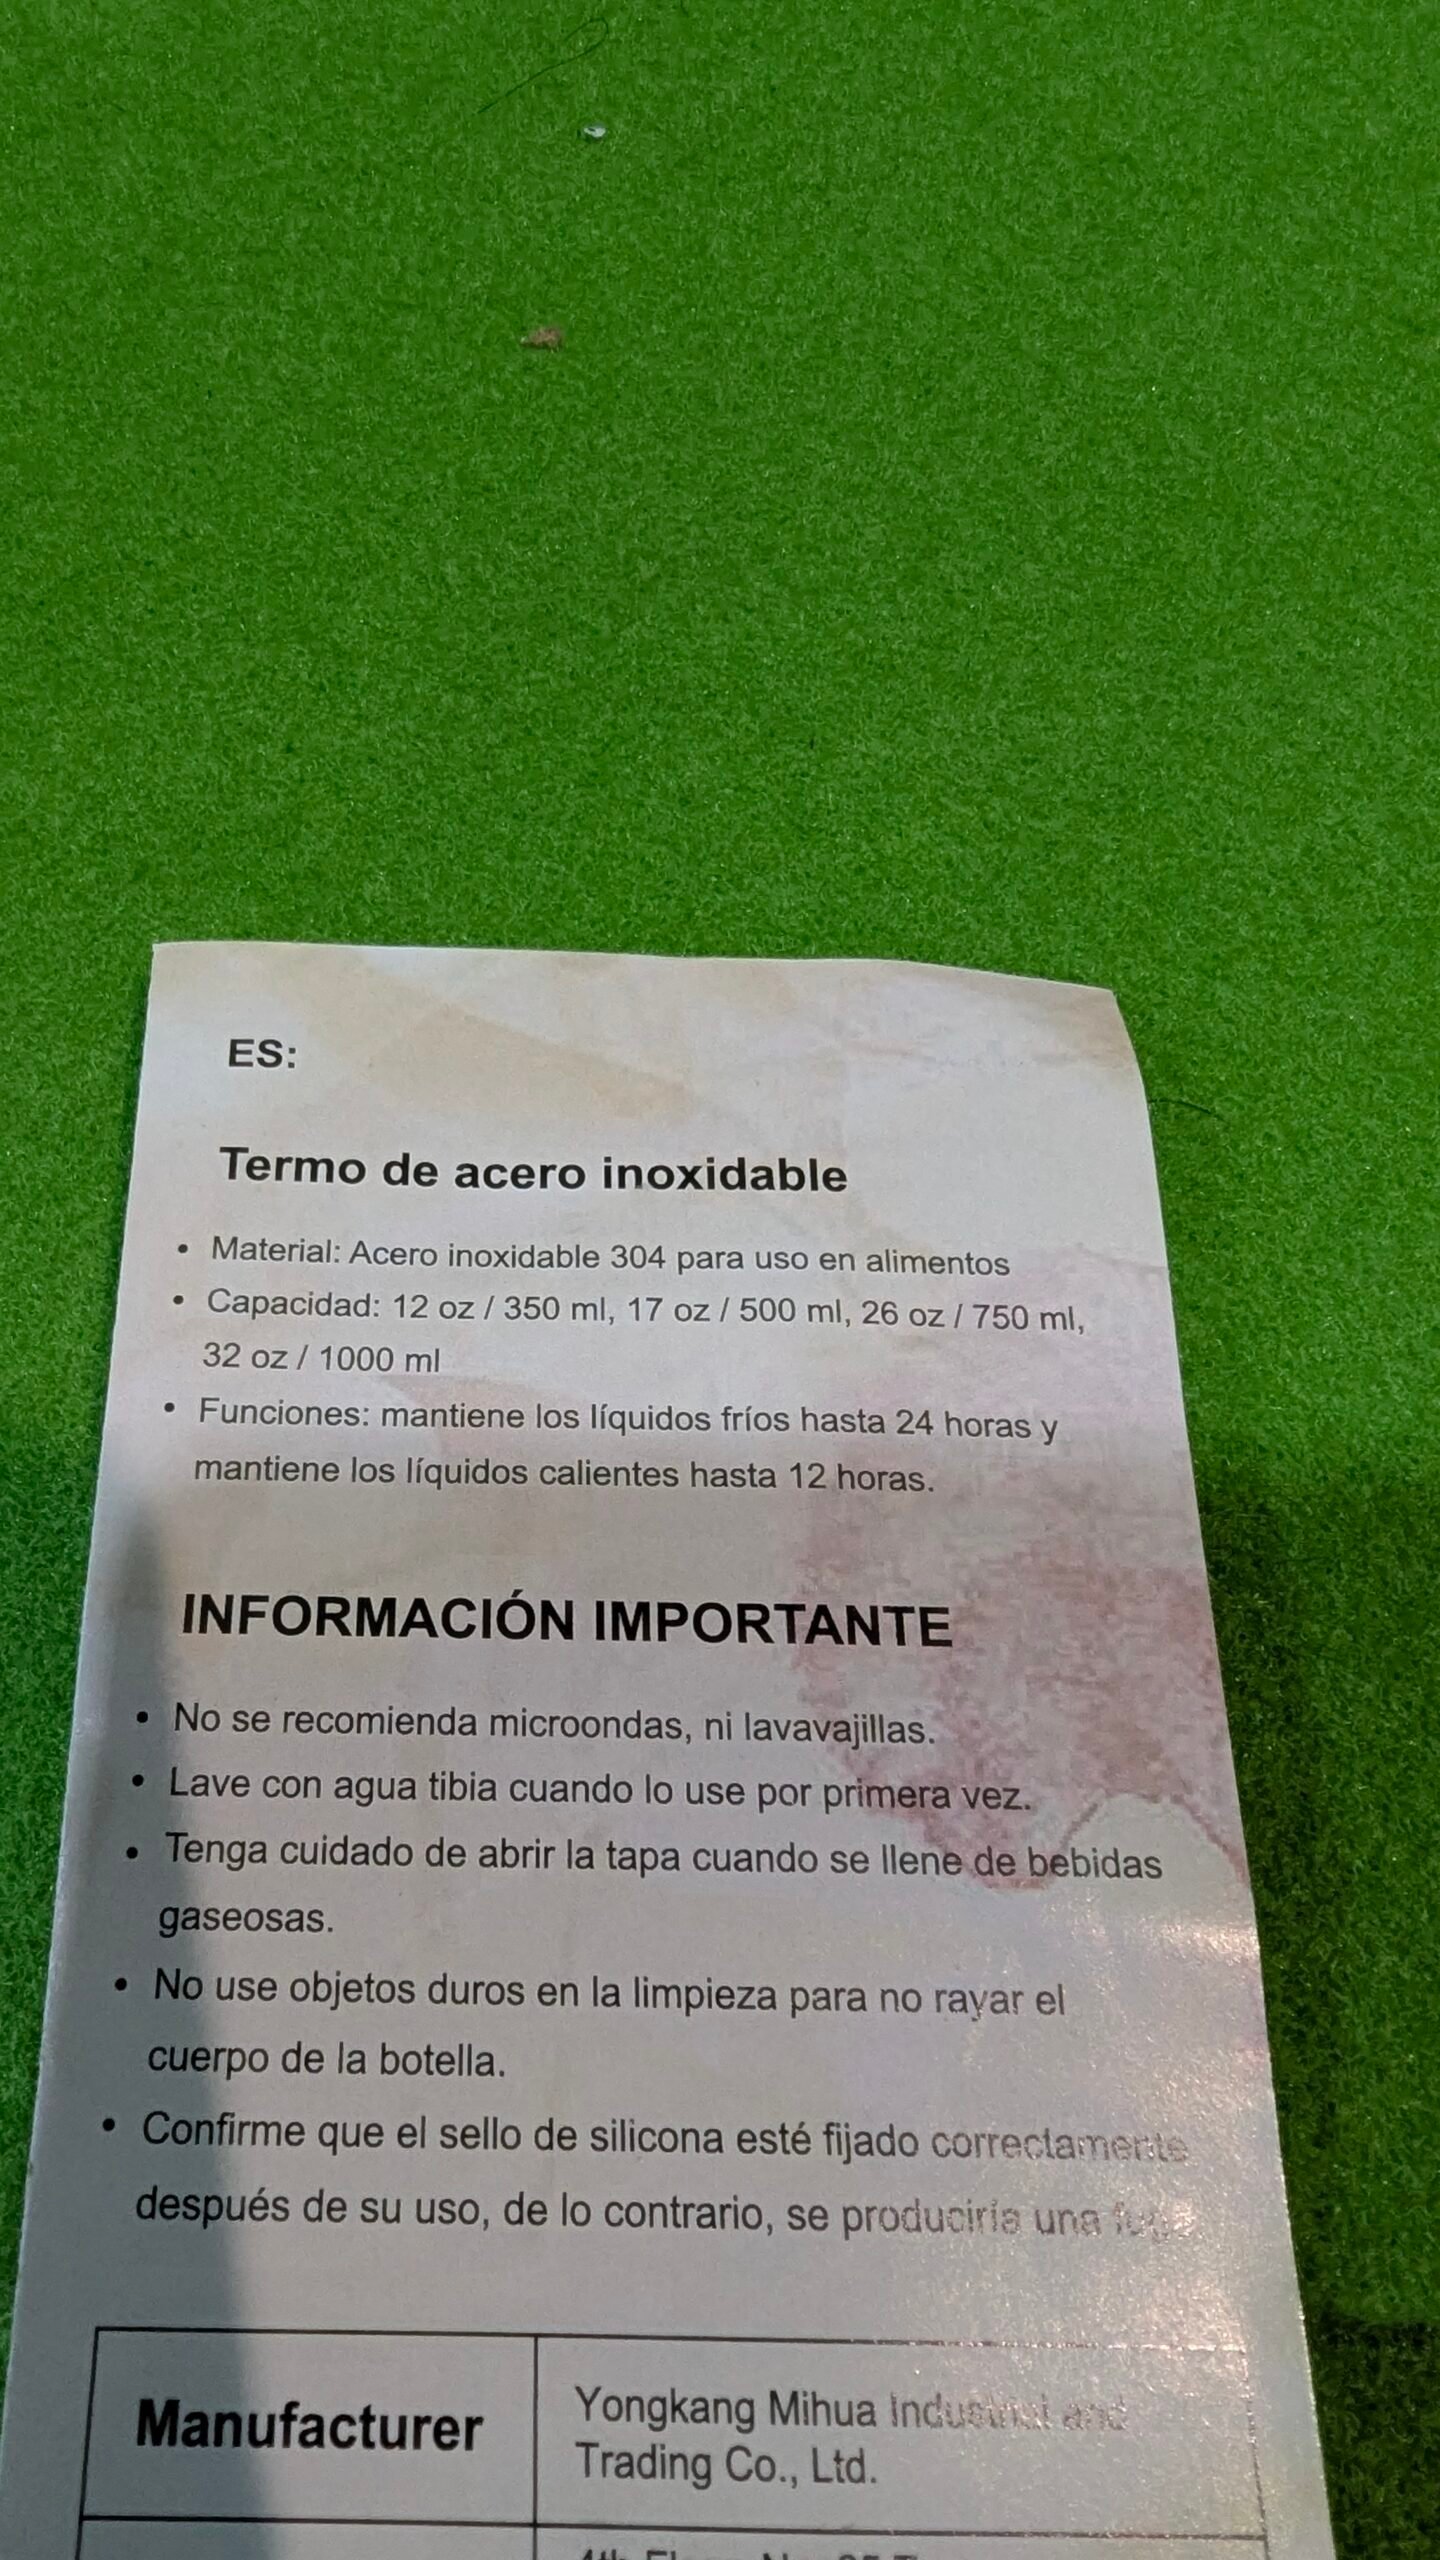 ES:
Termo de acero inoxidable
• Material: Acero inoxidable 304 para uso en alimentos
• Capacidad: 12 oz / 350 ml, 17 oz / 500 ml, 26 oz / 750 ml,
32 oz / 1000 ml
• Funciones: mantiene los líquidos fríos hasta 24 horas y
mantiene los líquidos calientes hasta 12 horas.
INFORMACIÓN IMPORTANTE
• No se recomienda microondas, ni lavavajillas.
• Lave con agua tibia cuando lo use por primera vez.
• Tenga cuidado de abrir la tapa cuando se llene de bebidas
gaseosas.
• No use objetos duros en la limpieza para no rayar el
cuerpo de la botella.
• Confirme que el sello de silicona esté fijado correctamente
después de su uso, de lo contrario, se produciría una
Manufacturer
Yongkang Mihua Industrial and
Trading Co., Ltd.